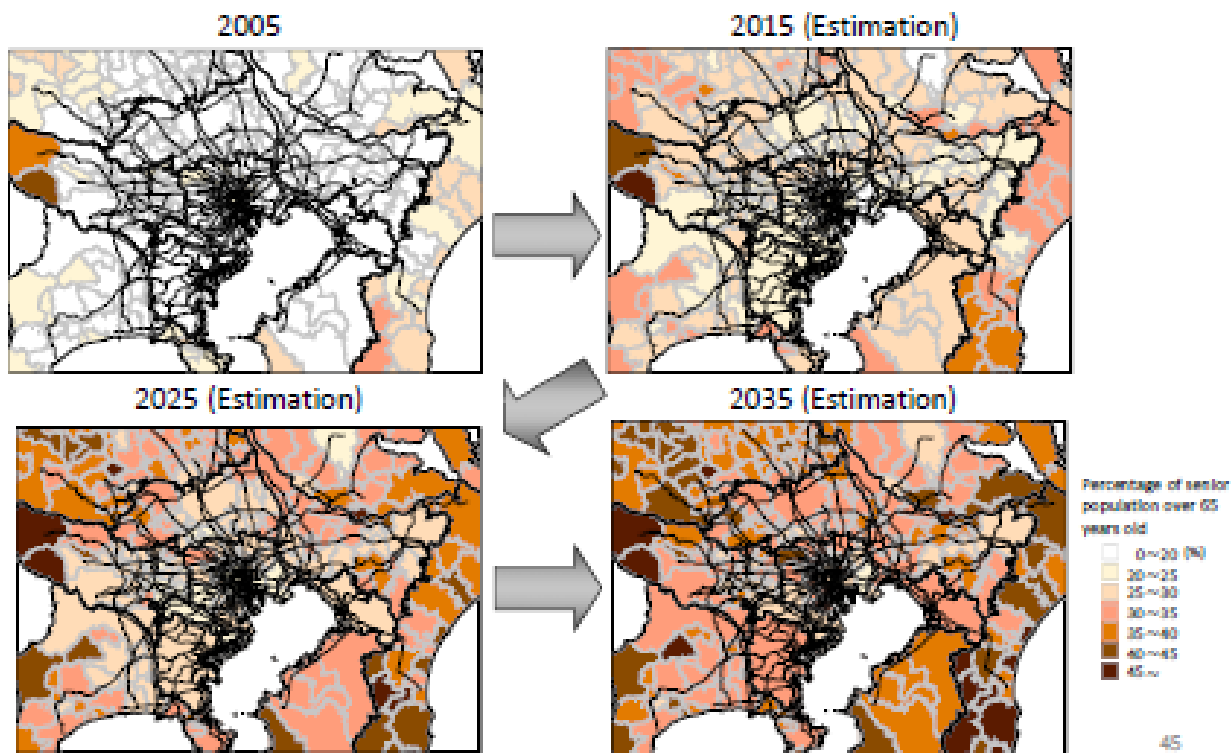 2005
2015 (Estimation)
2025 (Estimation)
2035 (Estimation)
Percentage of senior
population over 65
years old
0~20 (%)
20~25
25~30
30~35
35~40
40~45
45~
45